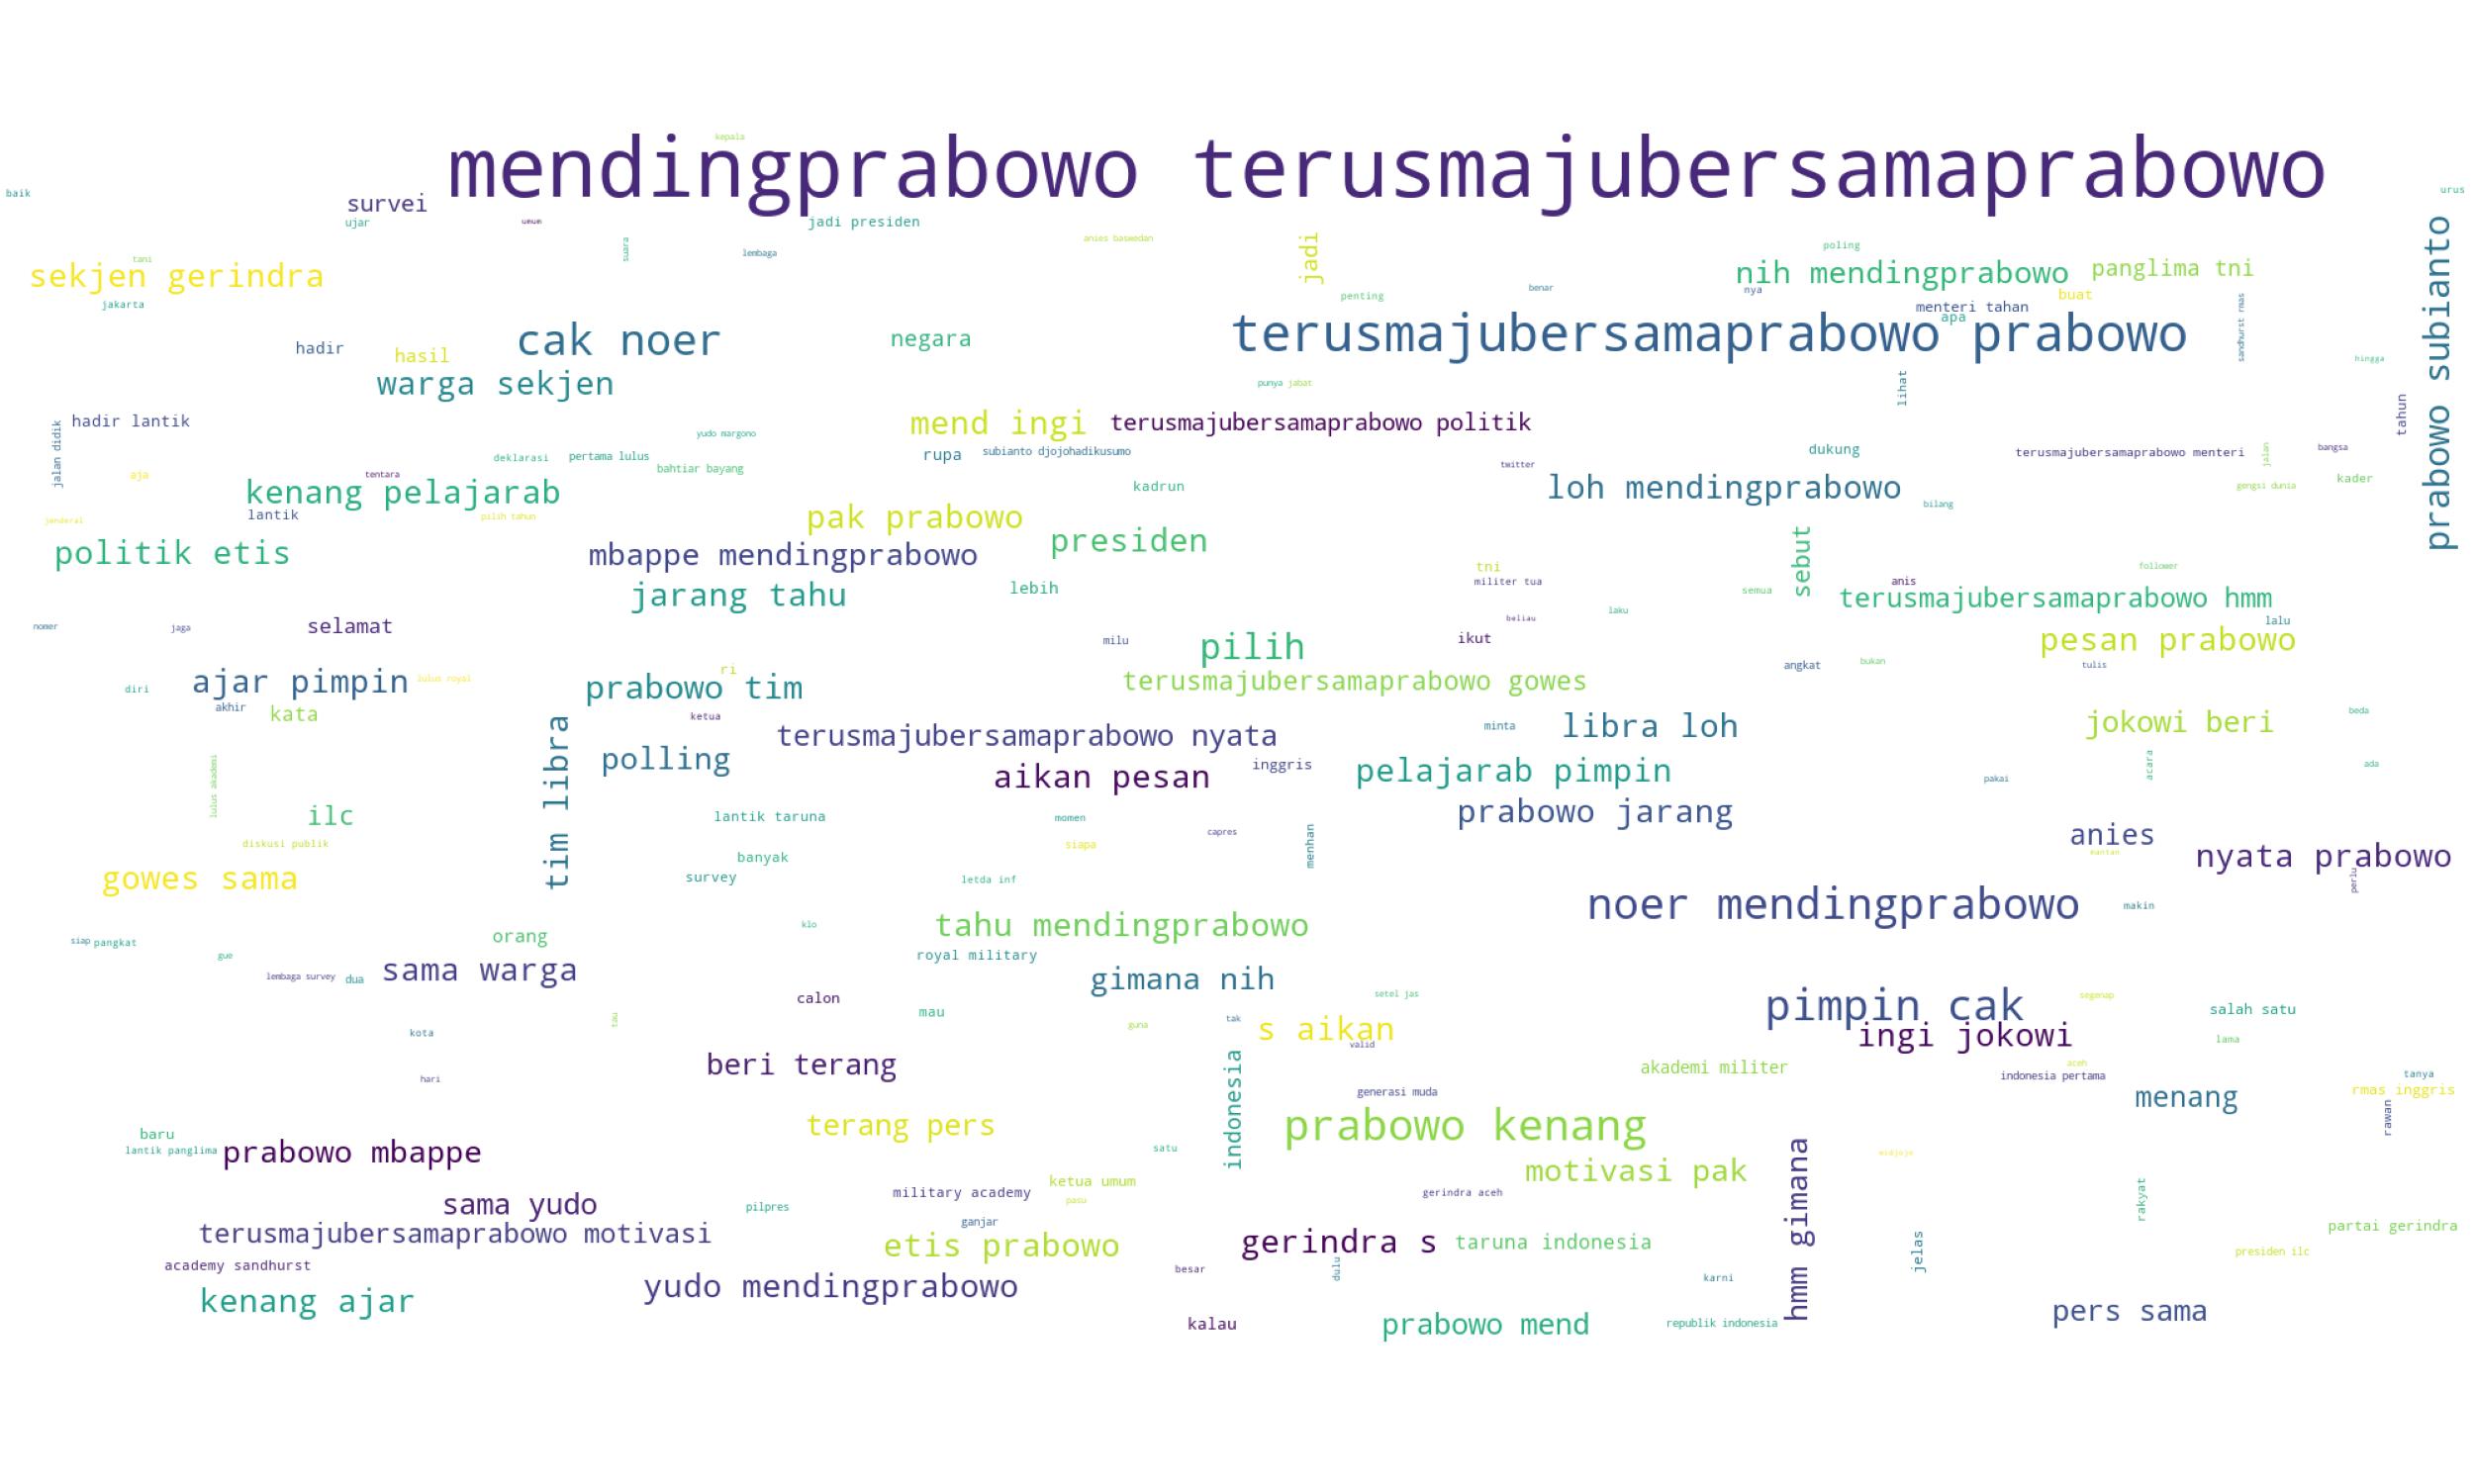 kepala
mendingprabowo terusmajubersamaprabowo
baik
urus
survei
ujar
umum
jadi presiden
suara
lembaga
anies baswedan
jadi
poling
prabowo subianto
tani
sekjen gerindra
jakarta
nih mendingprabowo
panglima tni
penting
benar
nya
buat
menteri tahan
apa
sandhurst rmas
hadir
hasil
cak noer
negara
terusmajubersamaprabowo prabowo
hingga
warga sekjen
punya jabat
lihat
tahun
hadir lantik
jalan didik
mend ingi
terusmajubersamaprabowo politik
yudo margono
rupa
subianto djojohadikusumo
dukung
terusmajubersamaprabowo menteri
jalan
bangsa
deklarasi
pertama lulus
bahtiar bayang
twitter
aja
tentara
kenang pelajarab
kadrun
loh mendingprabowo
gengsi dunia
kader
jenderal
lantik
pilih tahun
pak prabowo
bilang
politik etis
mbappe mendingprabowo
presiden
sebut
tni
militer tua
follower
jarang tahu
lebih
semua
anis
terusmajubersamaprabowo hmm
nomer
jaga
selamat
laku
beliau
lalu
milu
pilih
ikut
pesan prabowo
ajar pimpin
lulus royal
ri
prabowo tim
terusmajubersamaprabowo gowes
angkat
bukan
tulis
diri
akhir
kata
ketua
tim libra
terusmajubersamaprabowo nyata
minta
libra loh
jokowi beri
beda
polling
aikan pesan
inggris
pelajarab pimpin
pakai
acara
ada
lulus akademi
ilc
lantik taruna
momen
prabowo jarang
diskusi publik
banyak
siapa
capres
menhan
anies
mantan
nyata prabowo
gowes sama
survey
letda inf
perlu
noer mendingprabowo
makin
siap
pangkat
orang
klo
tahu mendingprabowo
gue
royal military
lembaga survey
dua
sama warga
gimana nih
calon
mau
setel jas
pimpin cak
segenap
salah satu
kota
tau
guna
tak
s aikan
valid
ingi jokowi
lama
hari
beri terang
indonesia
akademi militer
aceh
indonesia pertama
tanya
generasi muda
menang
rmas inggris
rawan
baru
terang pers
prabowo kenang
lantik panglima
prabowo mbappe
satu
hmm gimana
widjojo
ketua umum
motivasi pak
military academy
pasu
gerindra aceh
rakyat
sama yudo
pilpres
ganjar
terusmajubersamaprabowo motivasi
etis prabowo
gerindra s
taruna indonesia
jelas
partai gerindra
presiden ilc
academy sandhurst
besar
dulu
karni
yudo mendingprabowo
kenang ajar
kalau
prabowo mend
republik indonesia
pers sama